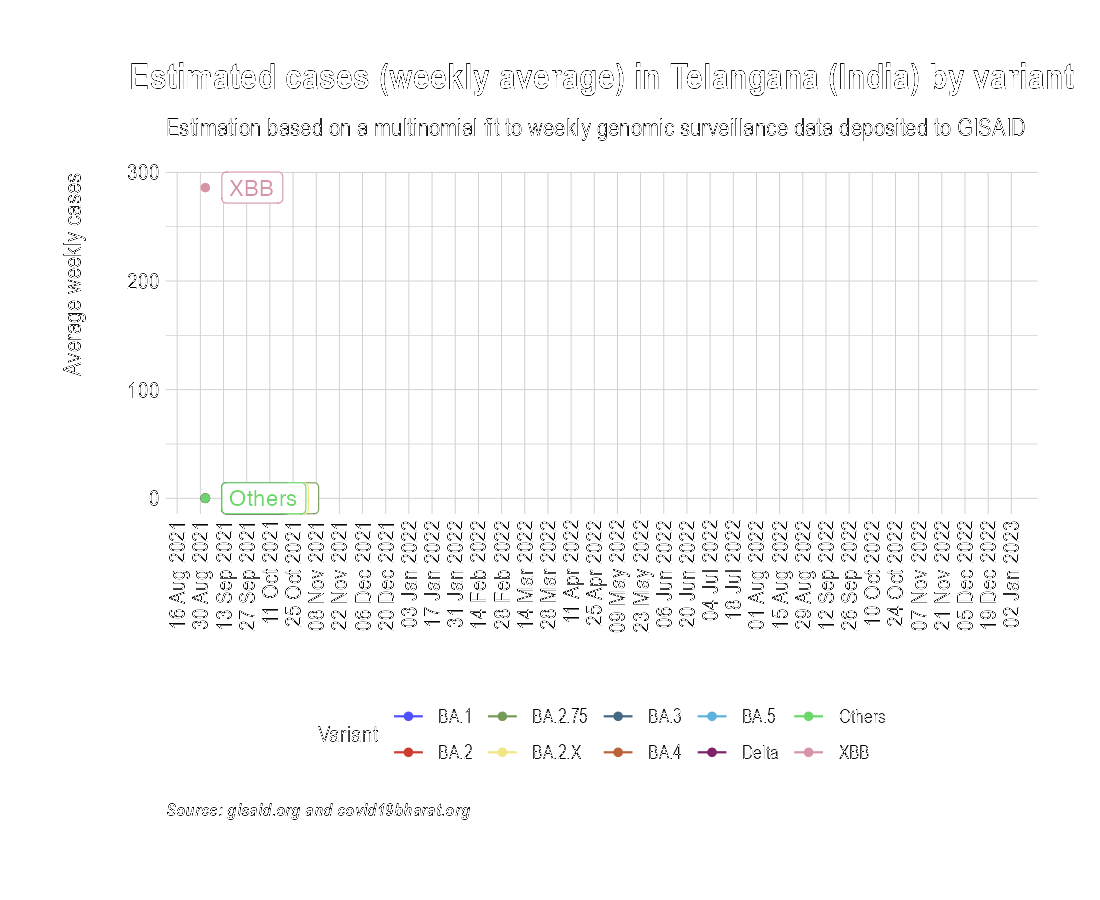 Estimated cases (weekly average) in Telangana (India) by variant
Estimation based on a multinomial fit to weekly genomic surveillance data deposited to GISAID
Average weekly cases
300
200
100
0
XBB
Others
16 Aug 2021
30 Aug 2021
13 Sep 2021
27 Sep 2021
11 Oct 2021
25 Oct 2021
08 Nov 2021
22 Nov 2021
06 Dec 2021
20 Dec 2021
03 Jan 2022
17 Jan 2022
31 Jan 2022
14 Feb 2022
28 Feb 2022
14 Mar 2022
28 Mar 2022
11 Apr 2022
25 Apr 2022
09 May 2022
23 May 2022
06 Jun 2022
20 Jun 2022
04 Jul 2022
18 Jul 2022
01 Aug 2022
15 Aug 2022
29 Aug 2022
12 Sep 2022
26 Sep 2022
10 Oct 2022
24 Oct 2022
07 Nov 2022
21 Nov 2022
05 Dec 2022
19 Dec 2022
02 Jan 2023
Variant
BA.1 BA.2.75 BA.3 BA.5 Others
BA.2 BA.2.X BA.4 Delta XBB
Source: gisaid.org and covid19bharat.org